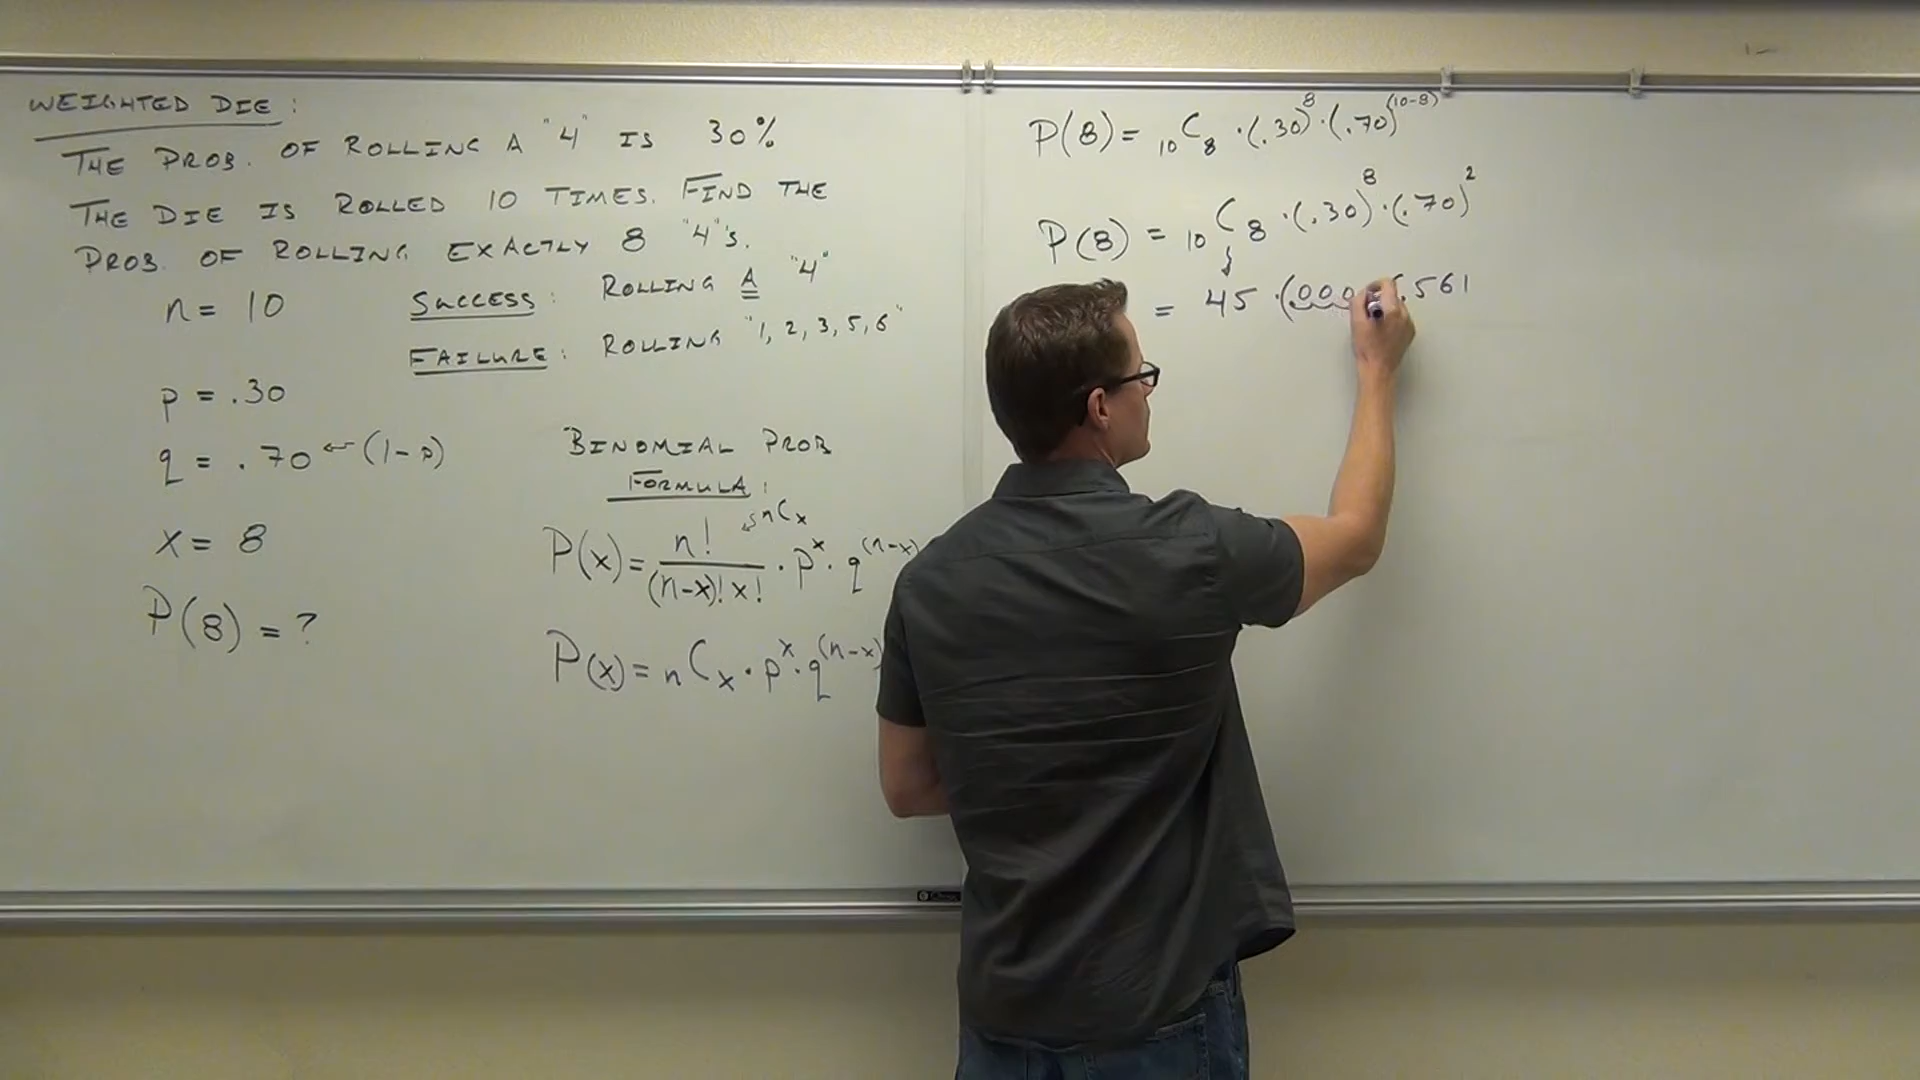 WEIGHTED DIE:
THE PROB. OF ROLLING A "4" IS 30%
THE DIE IS ROLLED 10 TIMES. FIND THE
PROB. OF ROLLING EXACTLY 8 "4"s.
n = 10
SUCCESS: ROLLING A "4"
FAILURE: ROLLING "1, 2, 3, 5, 6"
p = .30
q = .70 ← (1-p)
x = 8
P(8) = ?
BINOMIAL PROB
FORMULA:
nCx
P(x) = n! / (n-x)! x! · p^x · q^(n-x)
P(x) = nCx · p^x · q^(n-x)
P(8) = 10C8 · (.30)^8 · (.70)^(10-8)
P(8) = 10C8 · (.30)^8 · (.70)^2
= 45 · (.000 561